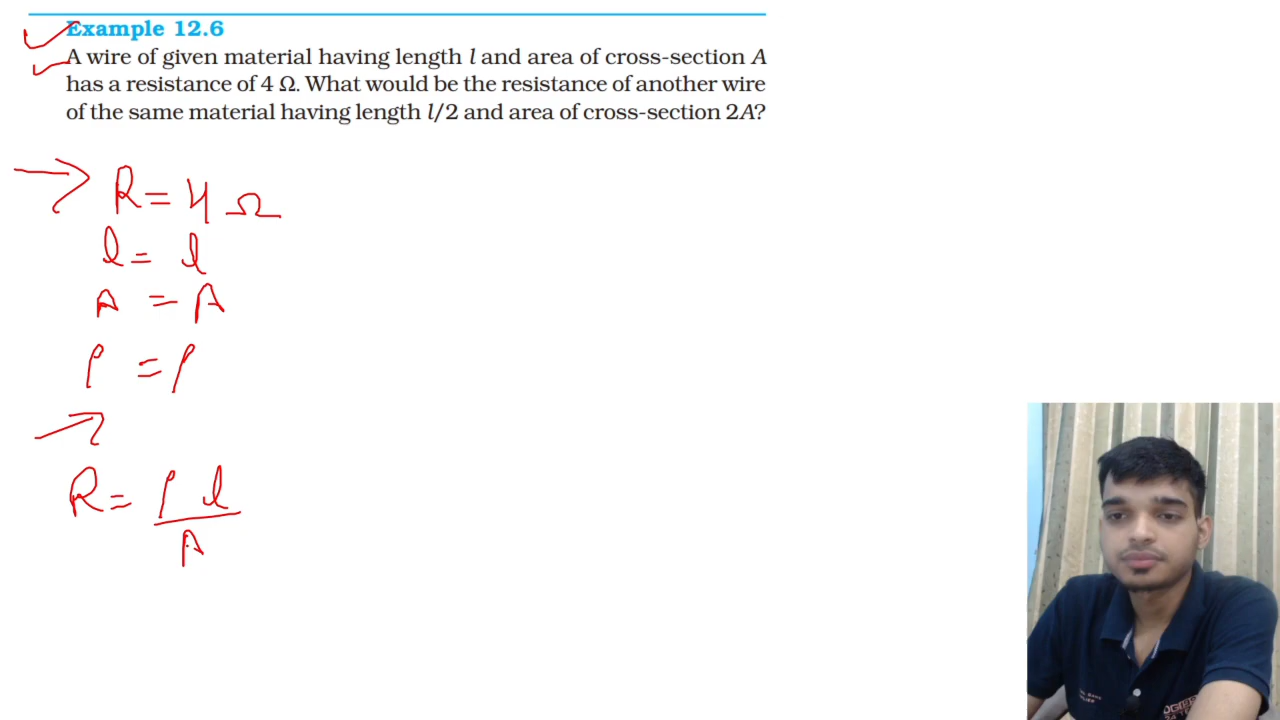 Example 12.6
A wire of given material having length l and area of cross-section A
has a resistance of 4 Ω. What would be the resistance of another wire
of the same material having length l/2 and area of cross-section 2A?
R = 4 Ω
l = l
A = A
ρ = ρ
R = ρ l
A